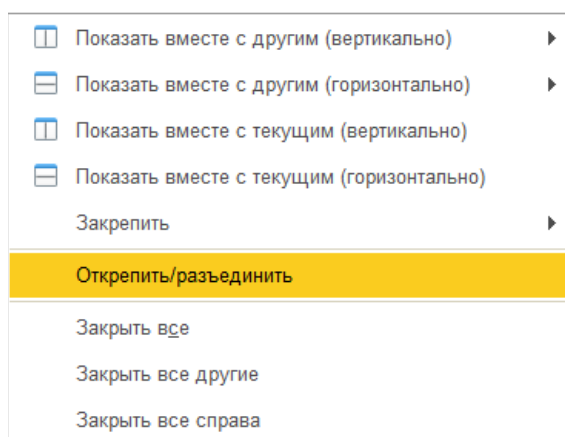 Показать вместе с другим (вертикально)
Показать вместе с другим (горизонтально)
Показать вместе с текущим (вертикально)
Показать вместе с текущим (горизонтально)
Закрепить
Открепить/разъединить
Закрыть все
Закрыть все другие
Закрыть все справа